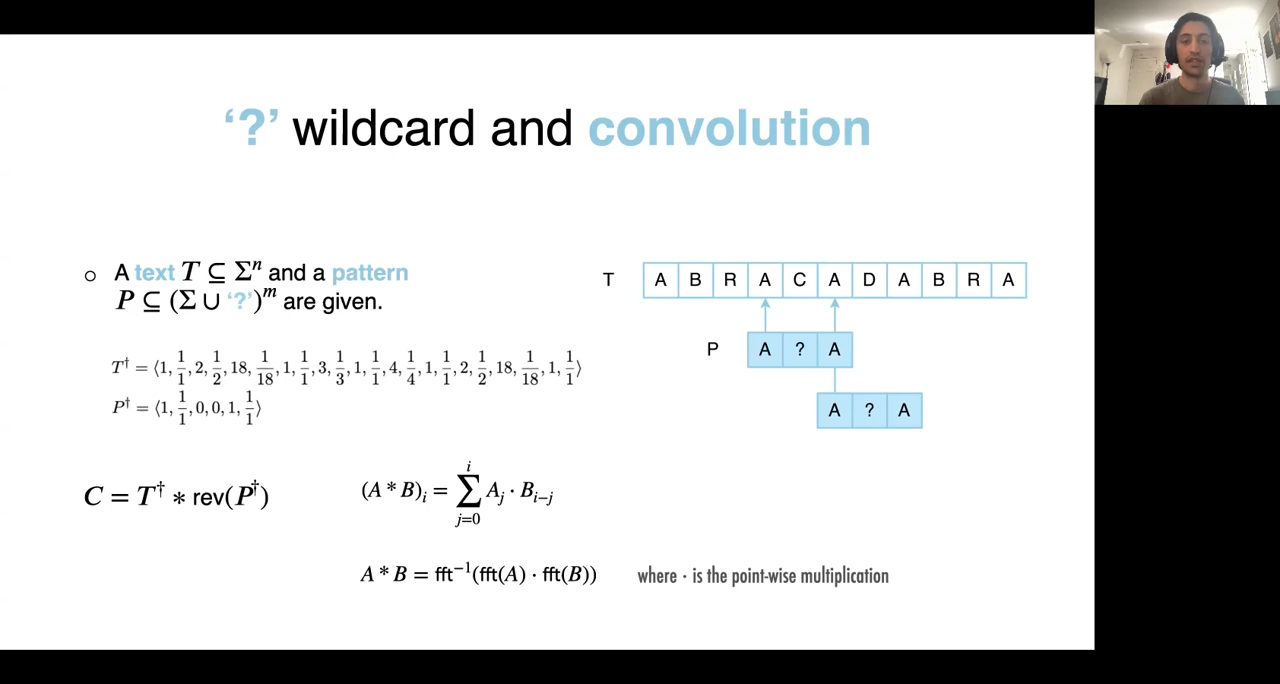 ‘?’ wildcard and convolution
○ A text T ⊆ Σⁿ and a pattern
P ⊆ (Σ ∪ ‘?’)ᵐ are given.
T† = ⟨1, 1/1, 2, 1/2, 18, 1/18, 1, 1/1, 3, 1/3, 1, 1/1, 4, 1/4, 1, 1/1, 2, 1/2, 18, 1/18, 1, 1/1⟩
P† = ⟨1, 1/1, 0, 0, 1, 1/1⟩
C = T† * rev(P†)
(A * B)ᵢ = ∑_{j=0}^{i} Aⱼ · B_{i−j}
A * B = fft⁻¹(fft(A) · fft(B))
where · is the point-wise multiplication
T A B R A C A D A B R A
P A ? A
A ? A